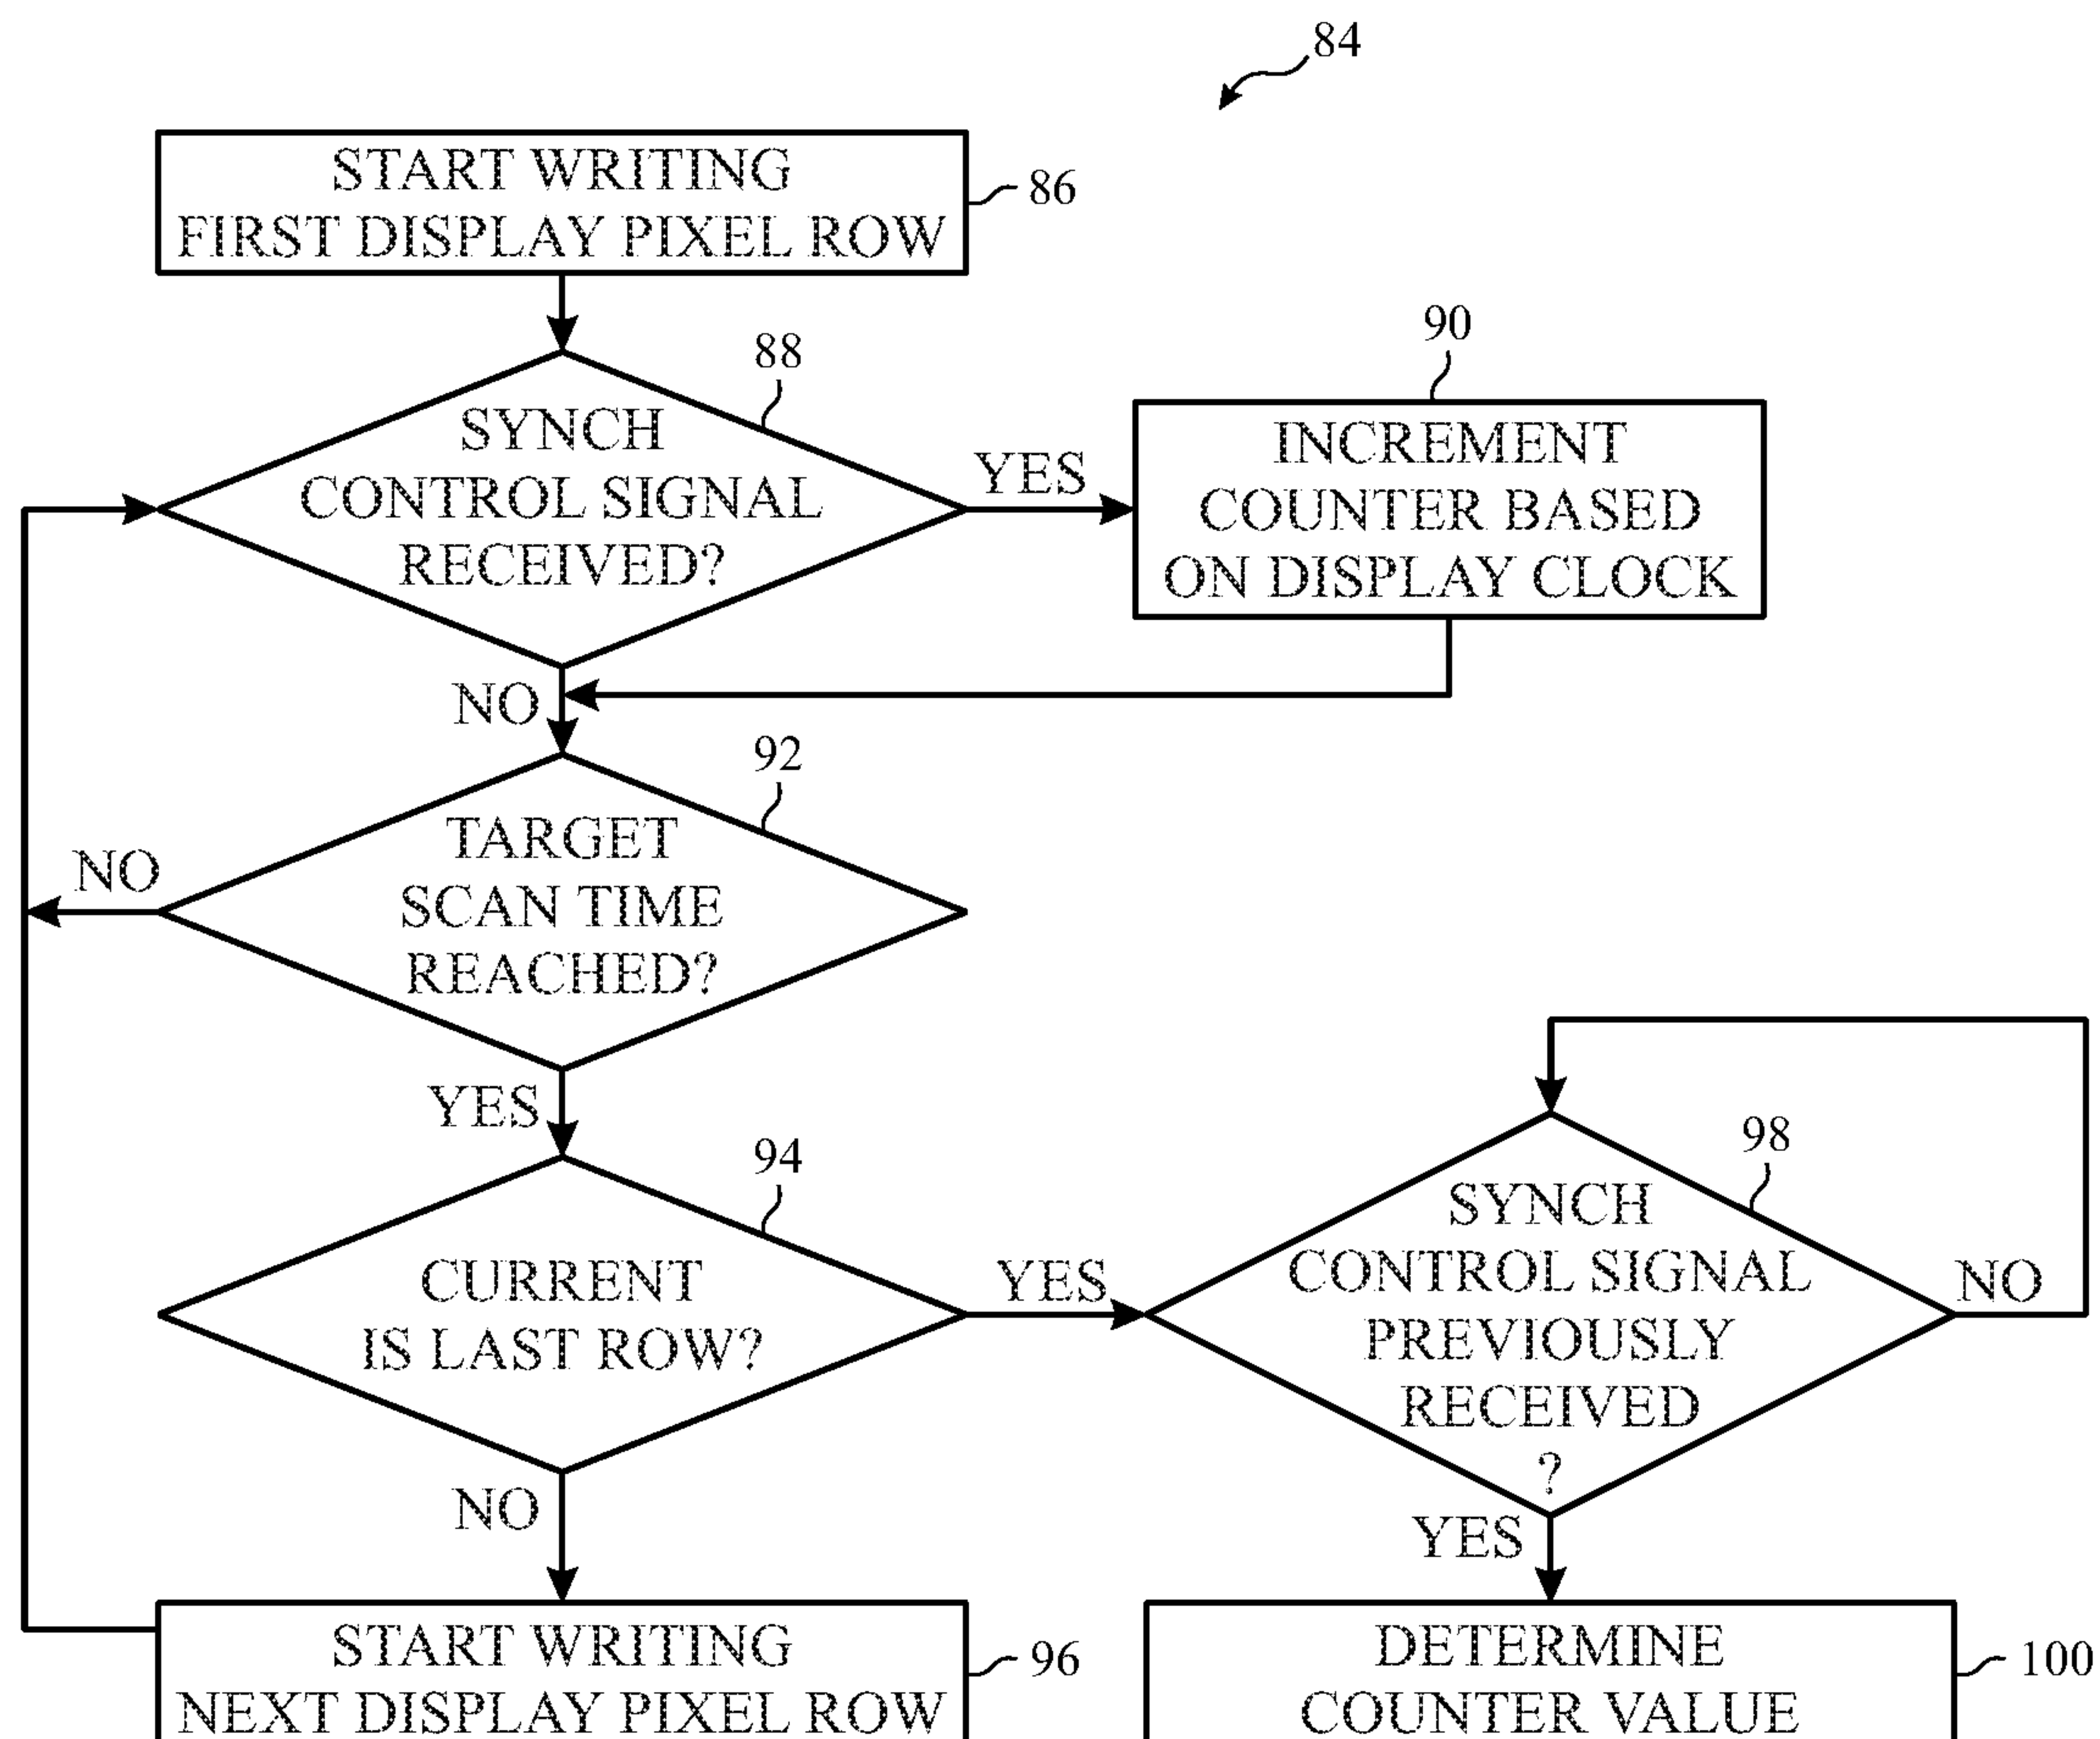 84
START WRITING
FIRST DISPLAY PIXEL ROW
86
88
SYNCH
CONTROL SIGNAL
RECEIVED?
YES
90
INCREMENT
COUNTER BASED
ON DISPLAY CLOCK
NO
92
TARGET
SCAN TIME
REACHED?
NO
YES
94
CURRENT
IS LAST ROW?
YES
98
SYNCH
CONTROL SIGNAL
PREVIOUSLY
RECEIVED
?
NO
NO
YES
START WRITING
NEXT DISPLAY PIXEL ROW
96
DETERMINE
COUNTER VALUE
100